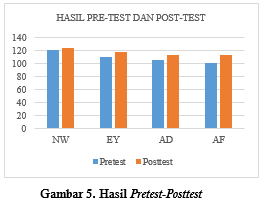 HASIL PRE-TEST DAN POST-TEST
140
120
100
80
60
40
20
0
NW EY AD AF
Pretest Posttest
Gambar 5. Hasil Pretest-Posttest